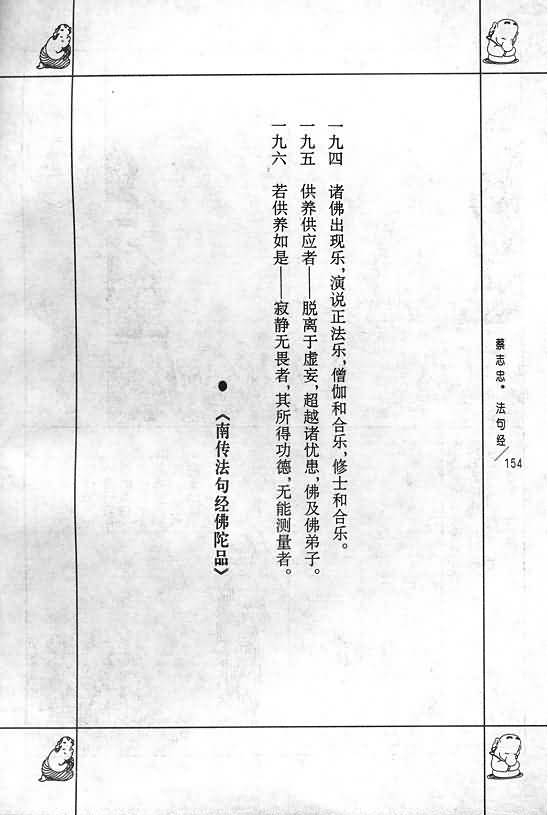 一九四 诸佛出现乐,演说正法乐,僧伽和合乐,修士和合乐。
一九五 供养供应者——脱离于虚妄,超越诸忧患,佛及佛弟子。
一九六 若供养如是——寂静无畏者,其所得功德,无能测量者。
● 《南传法句经佛陀品》
蔡志忠·法句经/154